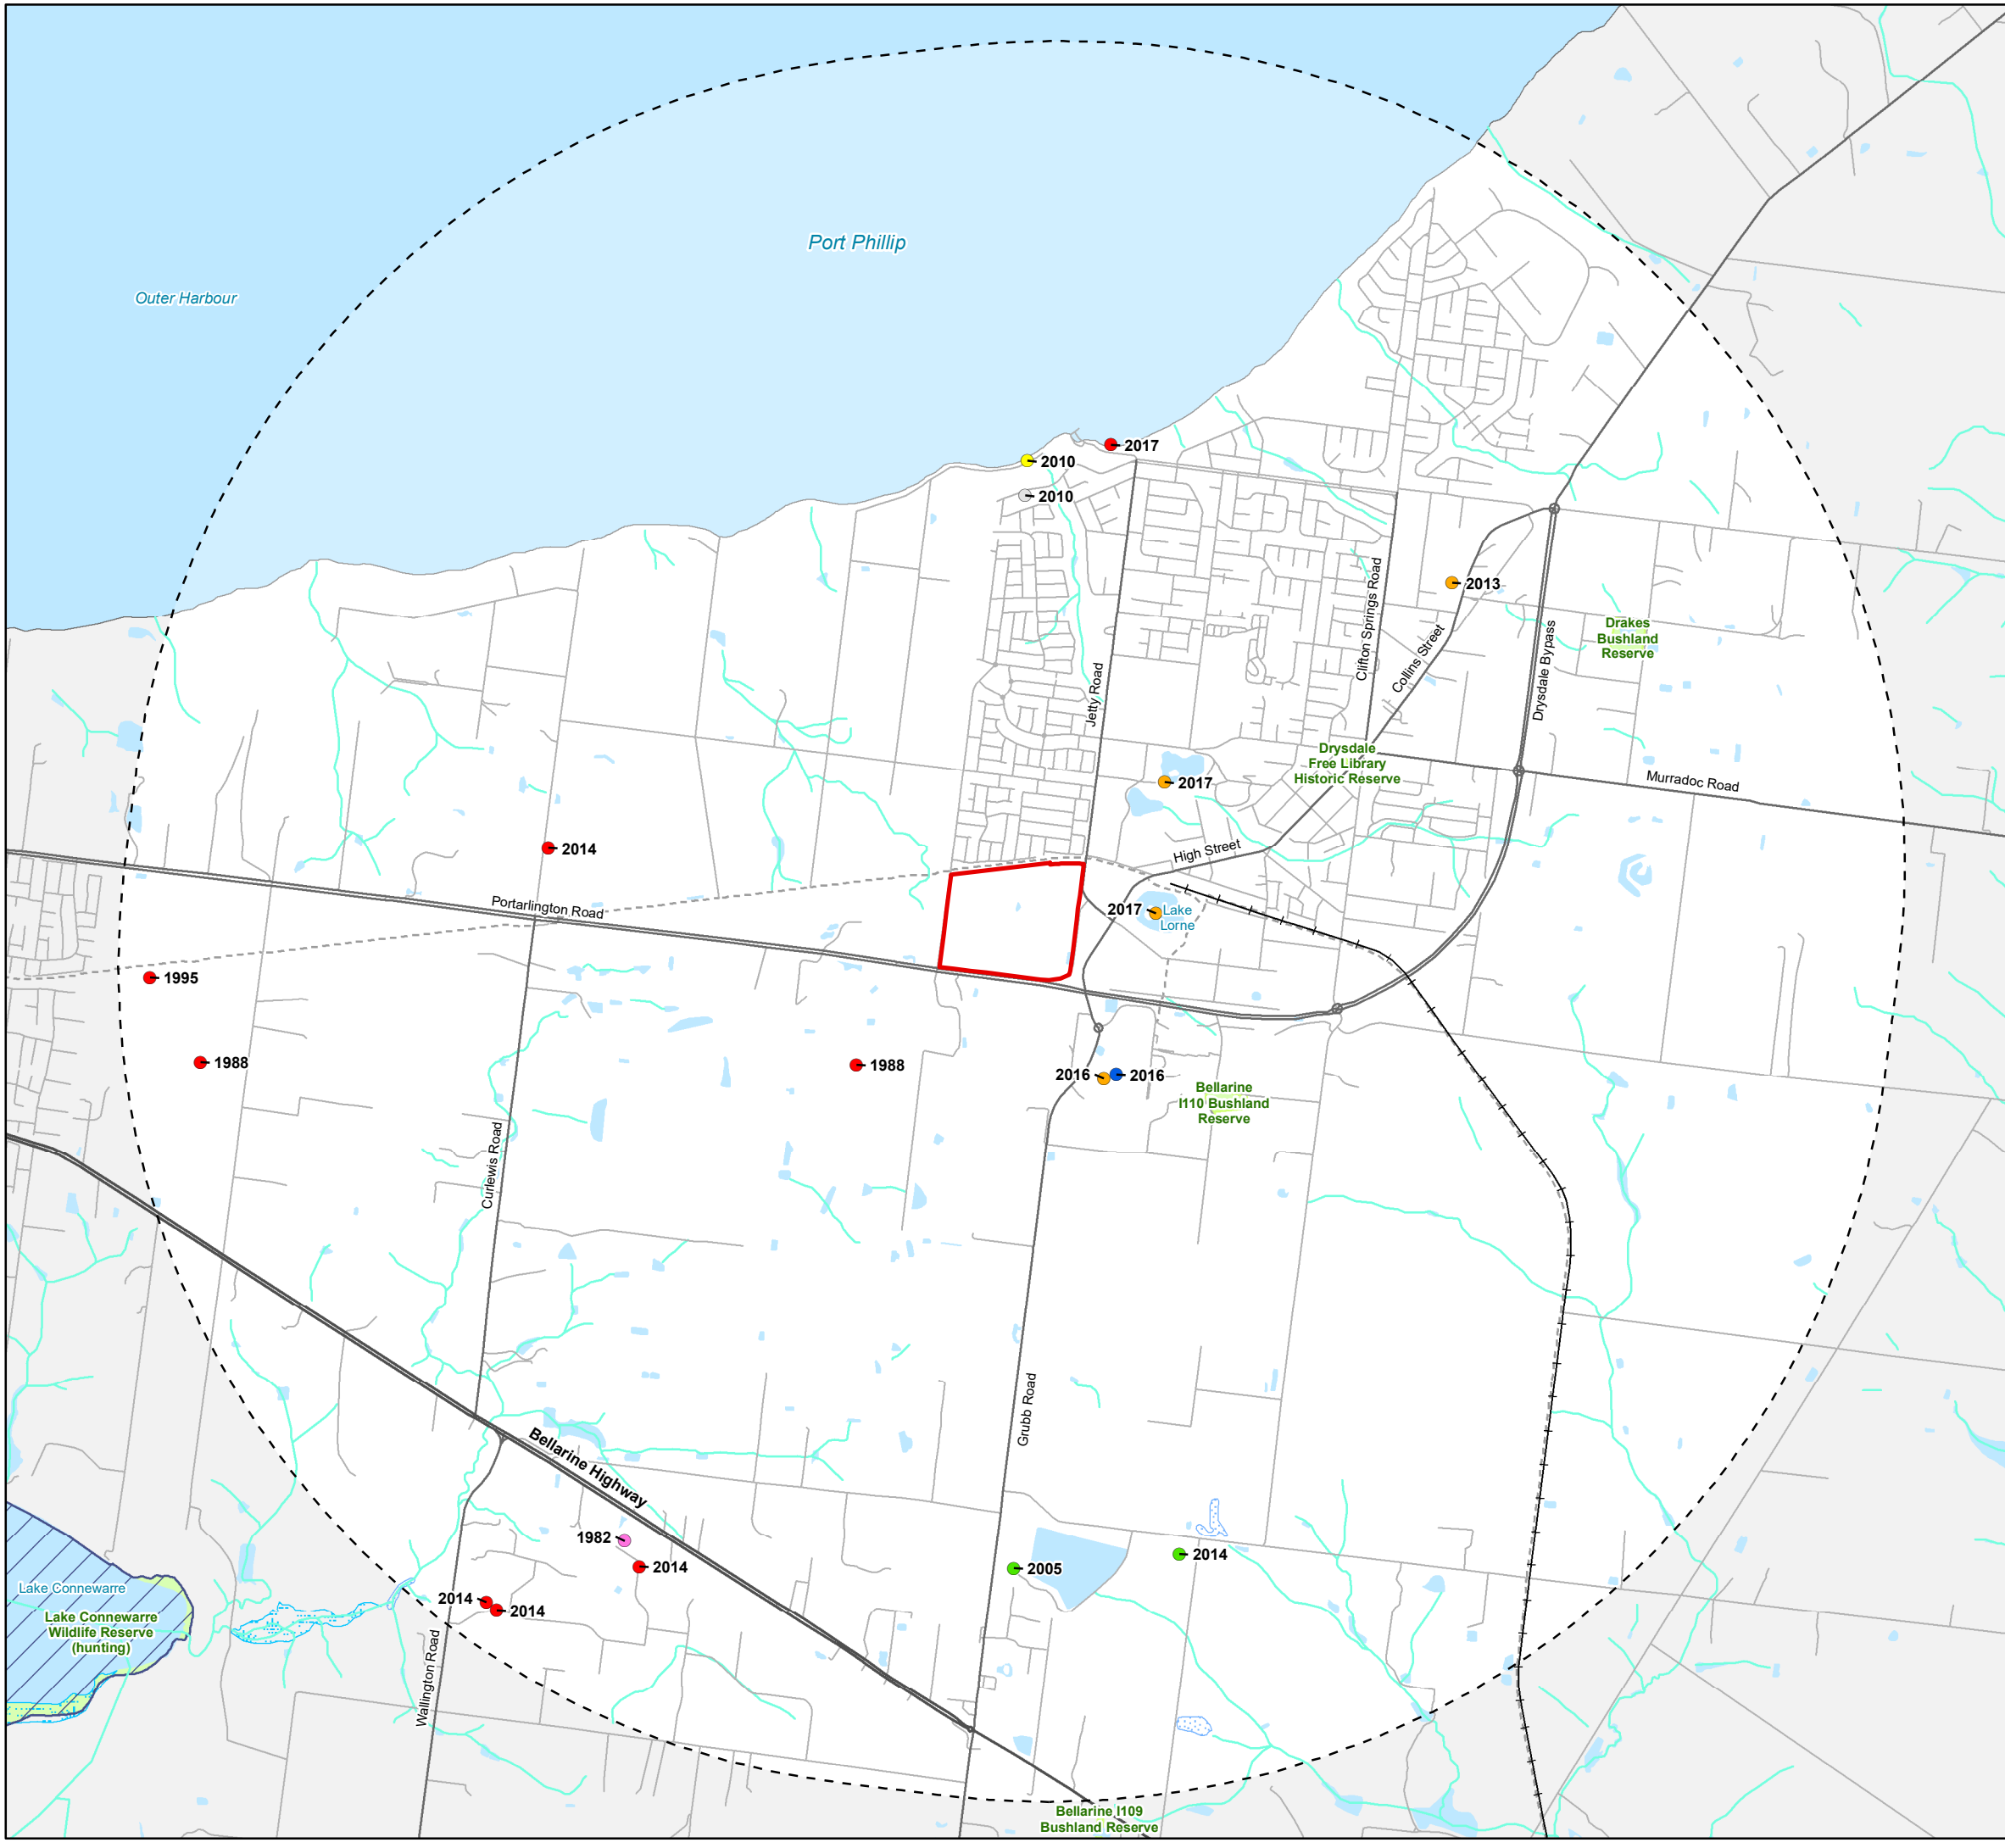 Port Phillip
Outer Harbour
2017
2010
2010
2013
Clifton Springs Road
Collins Street
Drysdale Bypass
Drakes
Bushland
Reserve
Jetty Road
Drysdale
Free Library
Historic Reserve
Murradoc Road
2017
2014
High Street
Portarlington Road
2017
Lake
Lorne
1995
1988
1988
2016
2016
Bellarine
I110 Bushland
Reserve
Curlewis Road
Grubb Road
Bellarine Highway
1982
2014
2005
2014
2014
2014
Lake Connewarre
Lake Connewarre
Wildlife Reserve
(hunting)
Wallington Road
Bellarine I109
Bushland Reserve